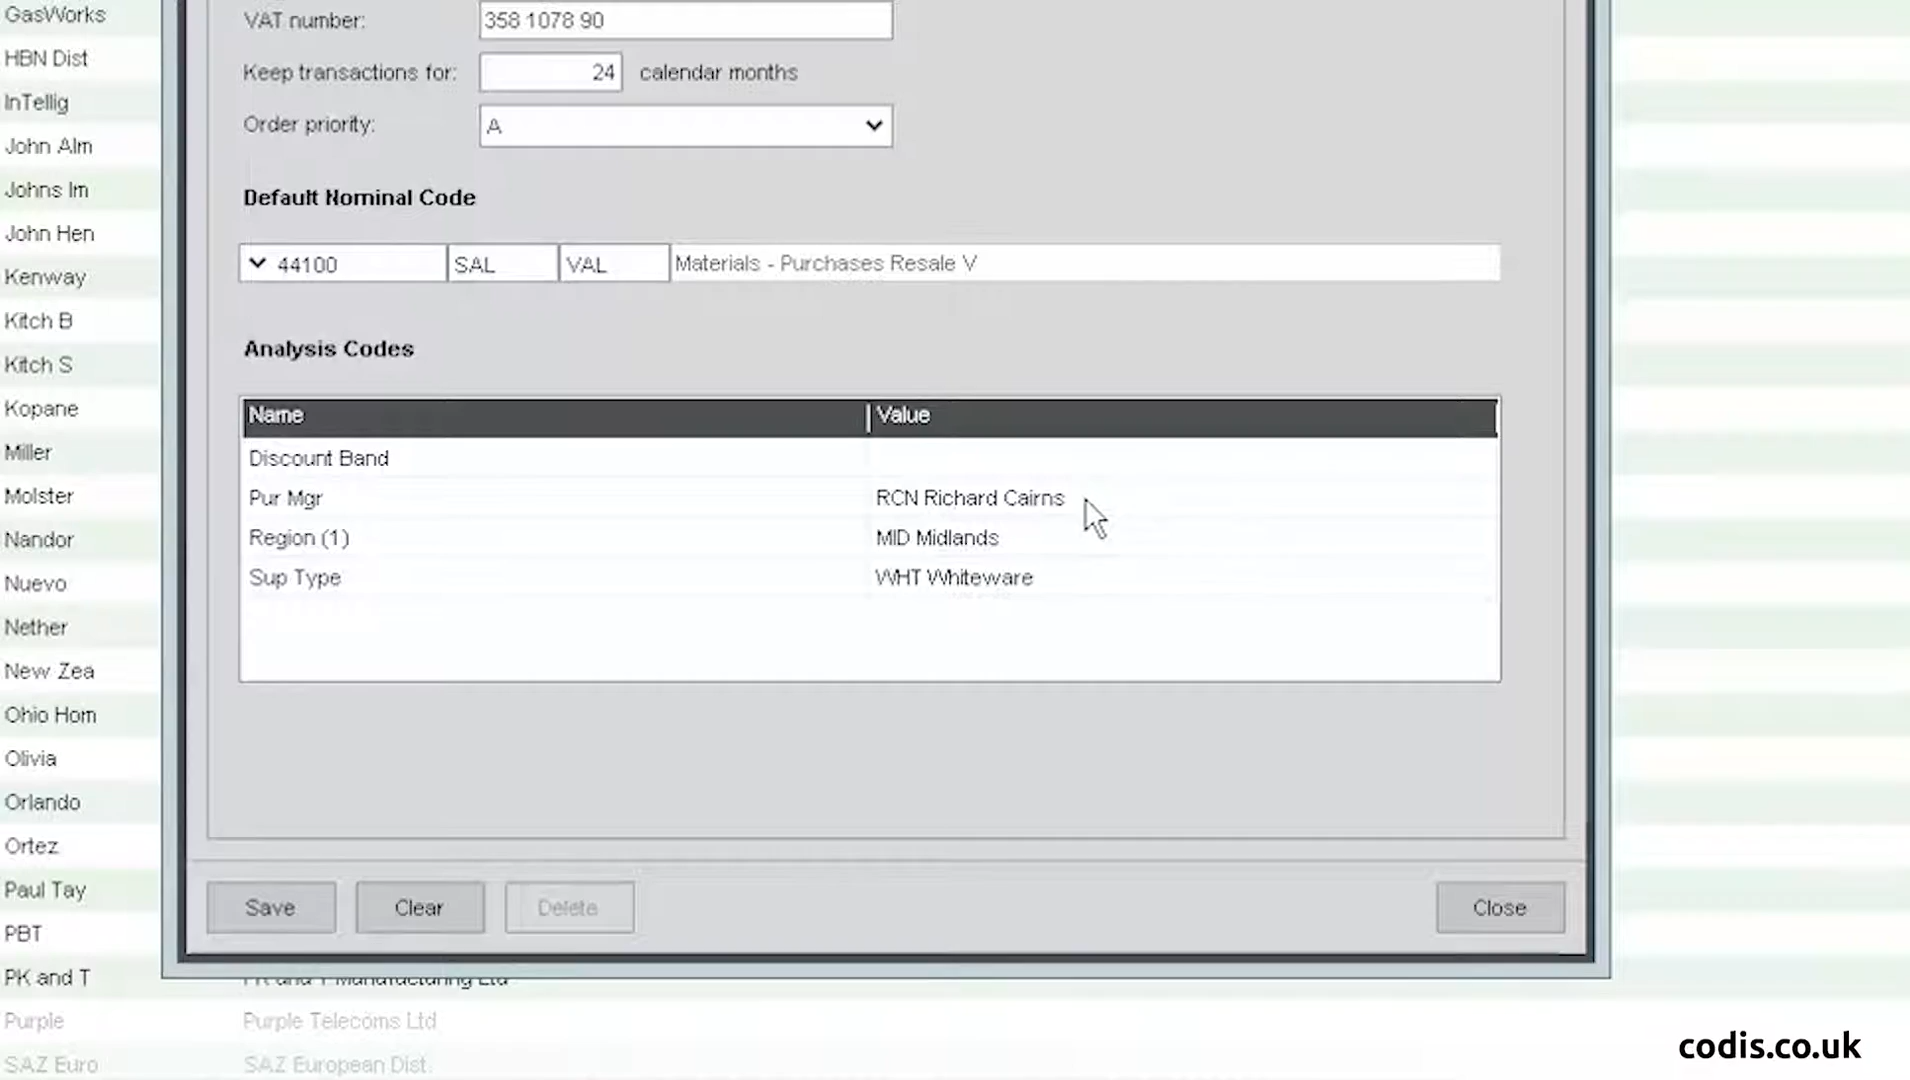 GasWorks
HBN Dist
InTellig
John Alm
Johns Im
John Hen
Kenway
Kitch B
Kitch S
Kopane
Miller
Molster
Nandor
Nuevo
Nether
New Zea
Ohio Hom
Olivia
Orlando
Ortez
Paul Tay
PBT
PK and T PK and T Manufacturing Ltd
Purple Purple Telecoms Ltd
SAZ Euro SAZ European Dist.
VAT number: 358 1078 90
Keep transactions for: 24 calendar months
Order priority: A
Default Nominal Code
44100 SAL VAL Materials - Purchases Resale V
Analysis Codes
Name Value
Discount Band
Pur Mgr RCN Richard Cairns
Region (1) MID Midlands
Sup Type WHT Whiteware
Save Clear Delete Close
codis.co.uk